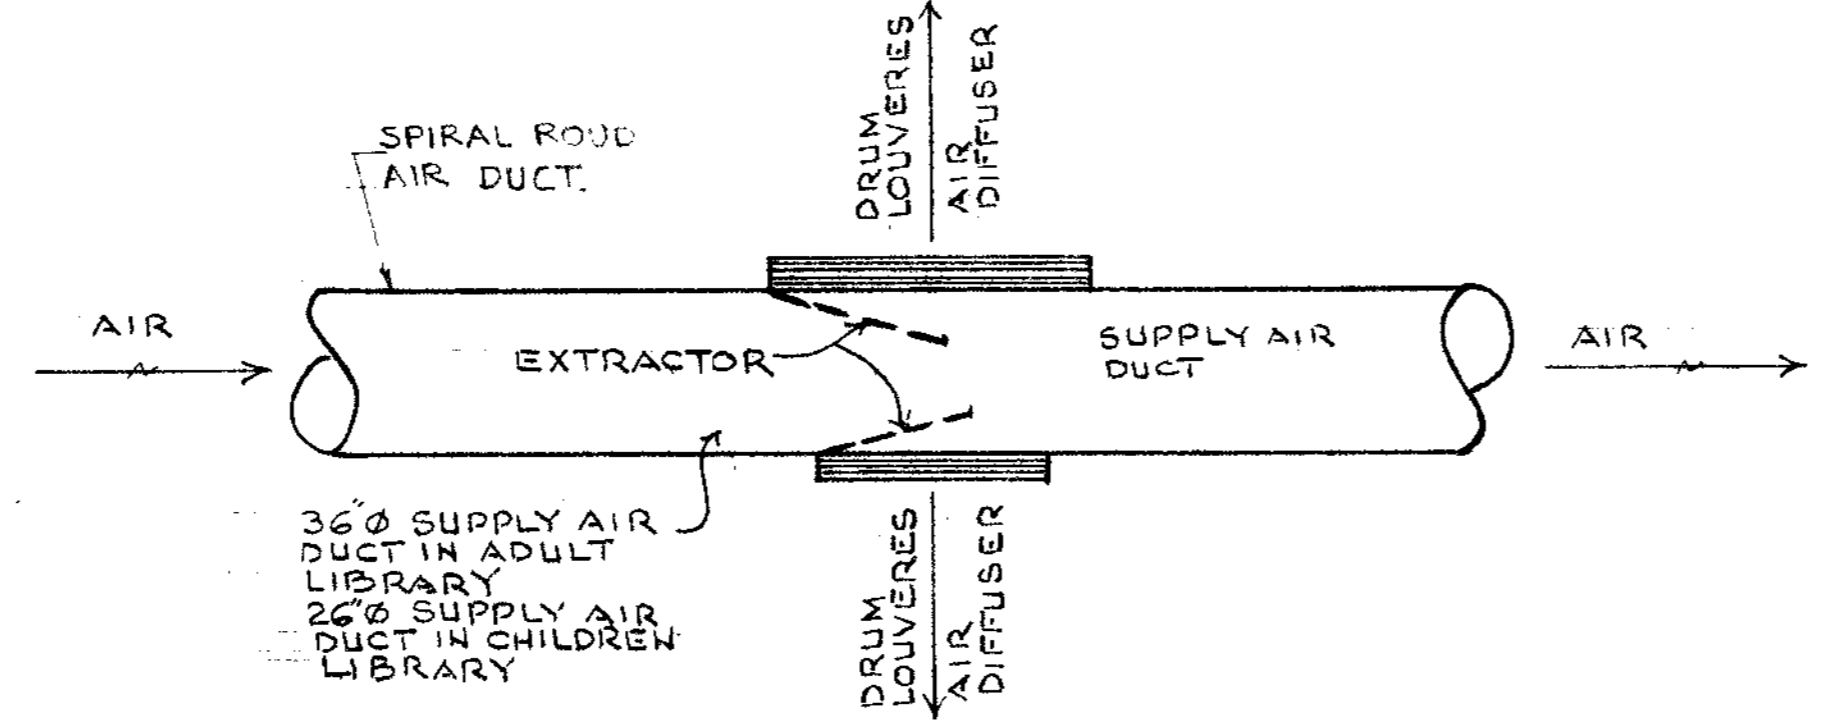 SPIRAL ROUD
AIR DUCT.
DRUM
LOUVERES
AIR
DIFFUSER
AIR
EXTRACTOR
SUPPLY AIR
DUCT
AIR
36"Ø SUPPLY AIR
DUCT IN ADULT
LIBRARY
26"Ø SUPPLY AIR
DUCT IN CHILDREN
LIBRARY
DRUM
LOUVERES
AIR
DIFFUSER